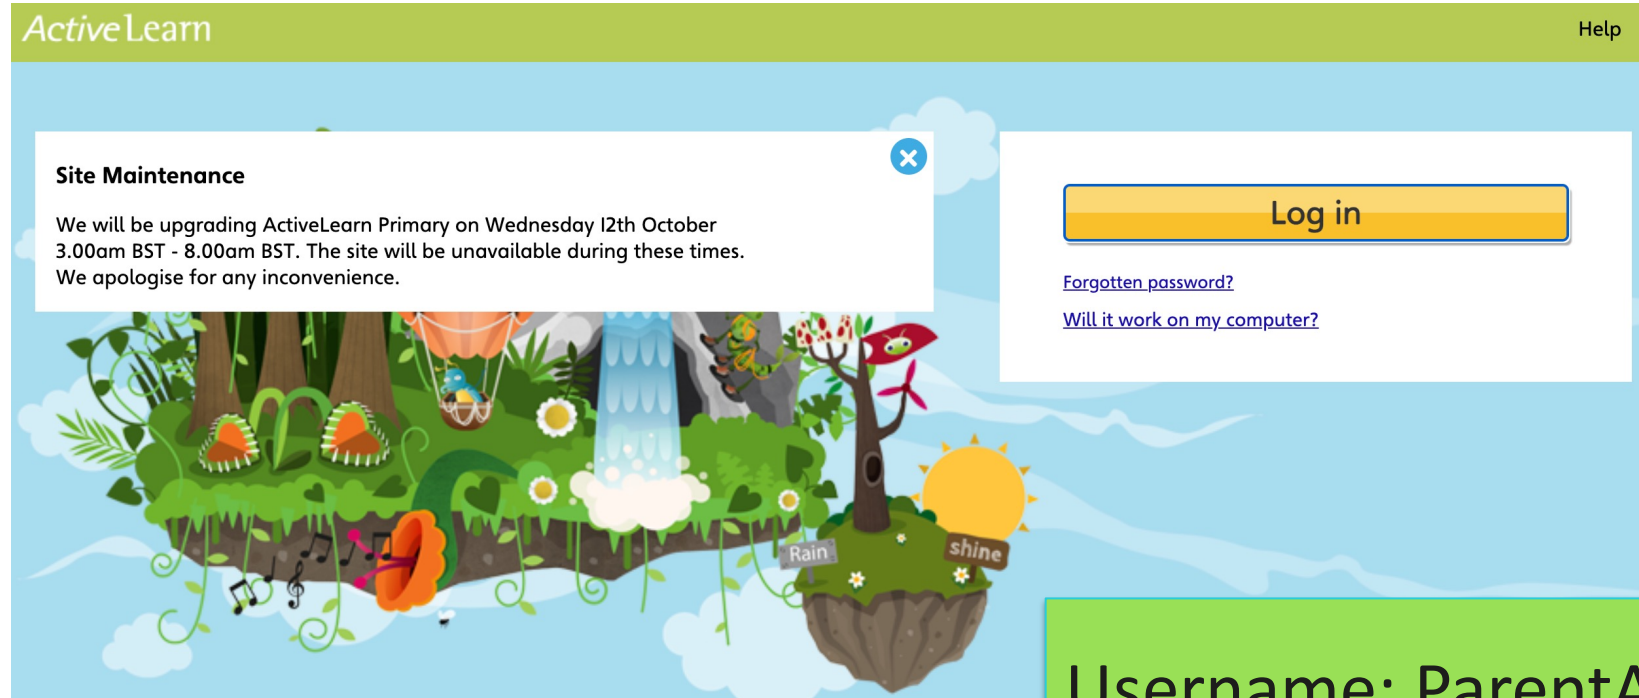 ActiveLearn
Help
Site Maintenance
We will be upgrading ActiveLearn Primary on Wednesday 12th October
3.00am BST - 8.00am BST. The site will be unavailable during these times.
We apologise for any inconvenience.
Log in
Forgotten password?
Will it work on my computer?
Rain
shine
Username: ParentA